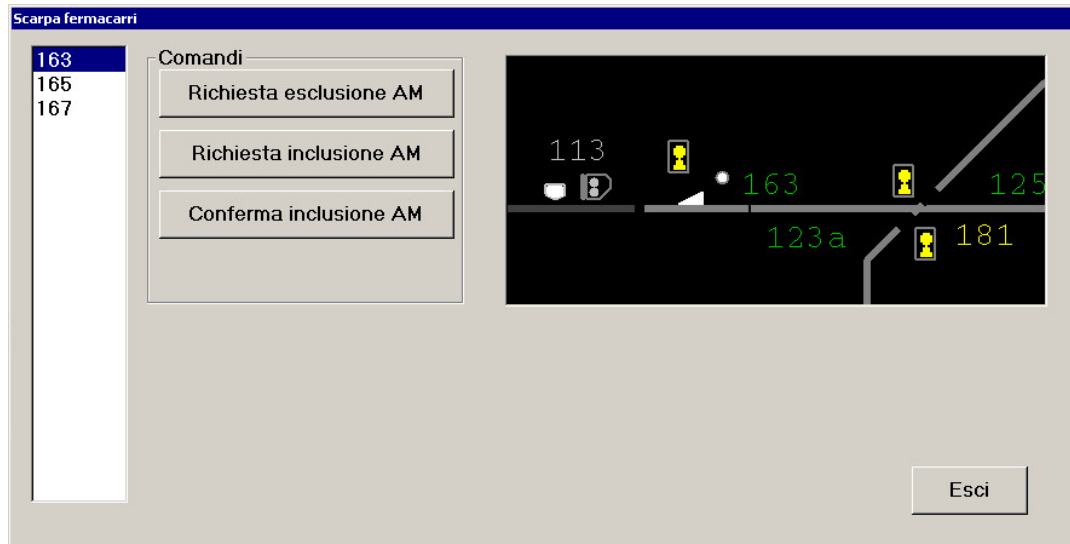 Scarpa fermacarri
163
165
167
Comandi
Richiesta esclusione AM
Richiesta inclusione AM
Conferma inclusione AM
113
163
125
123a
181
Esci